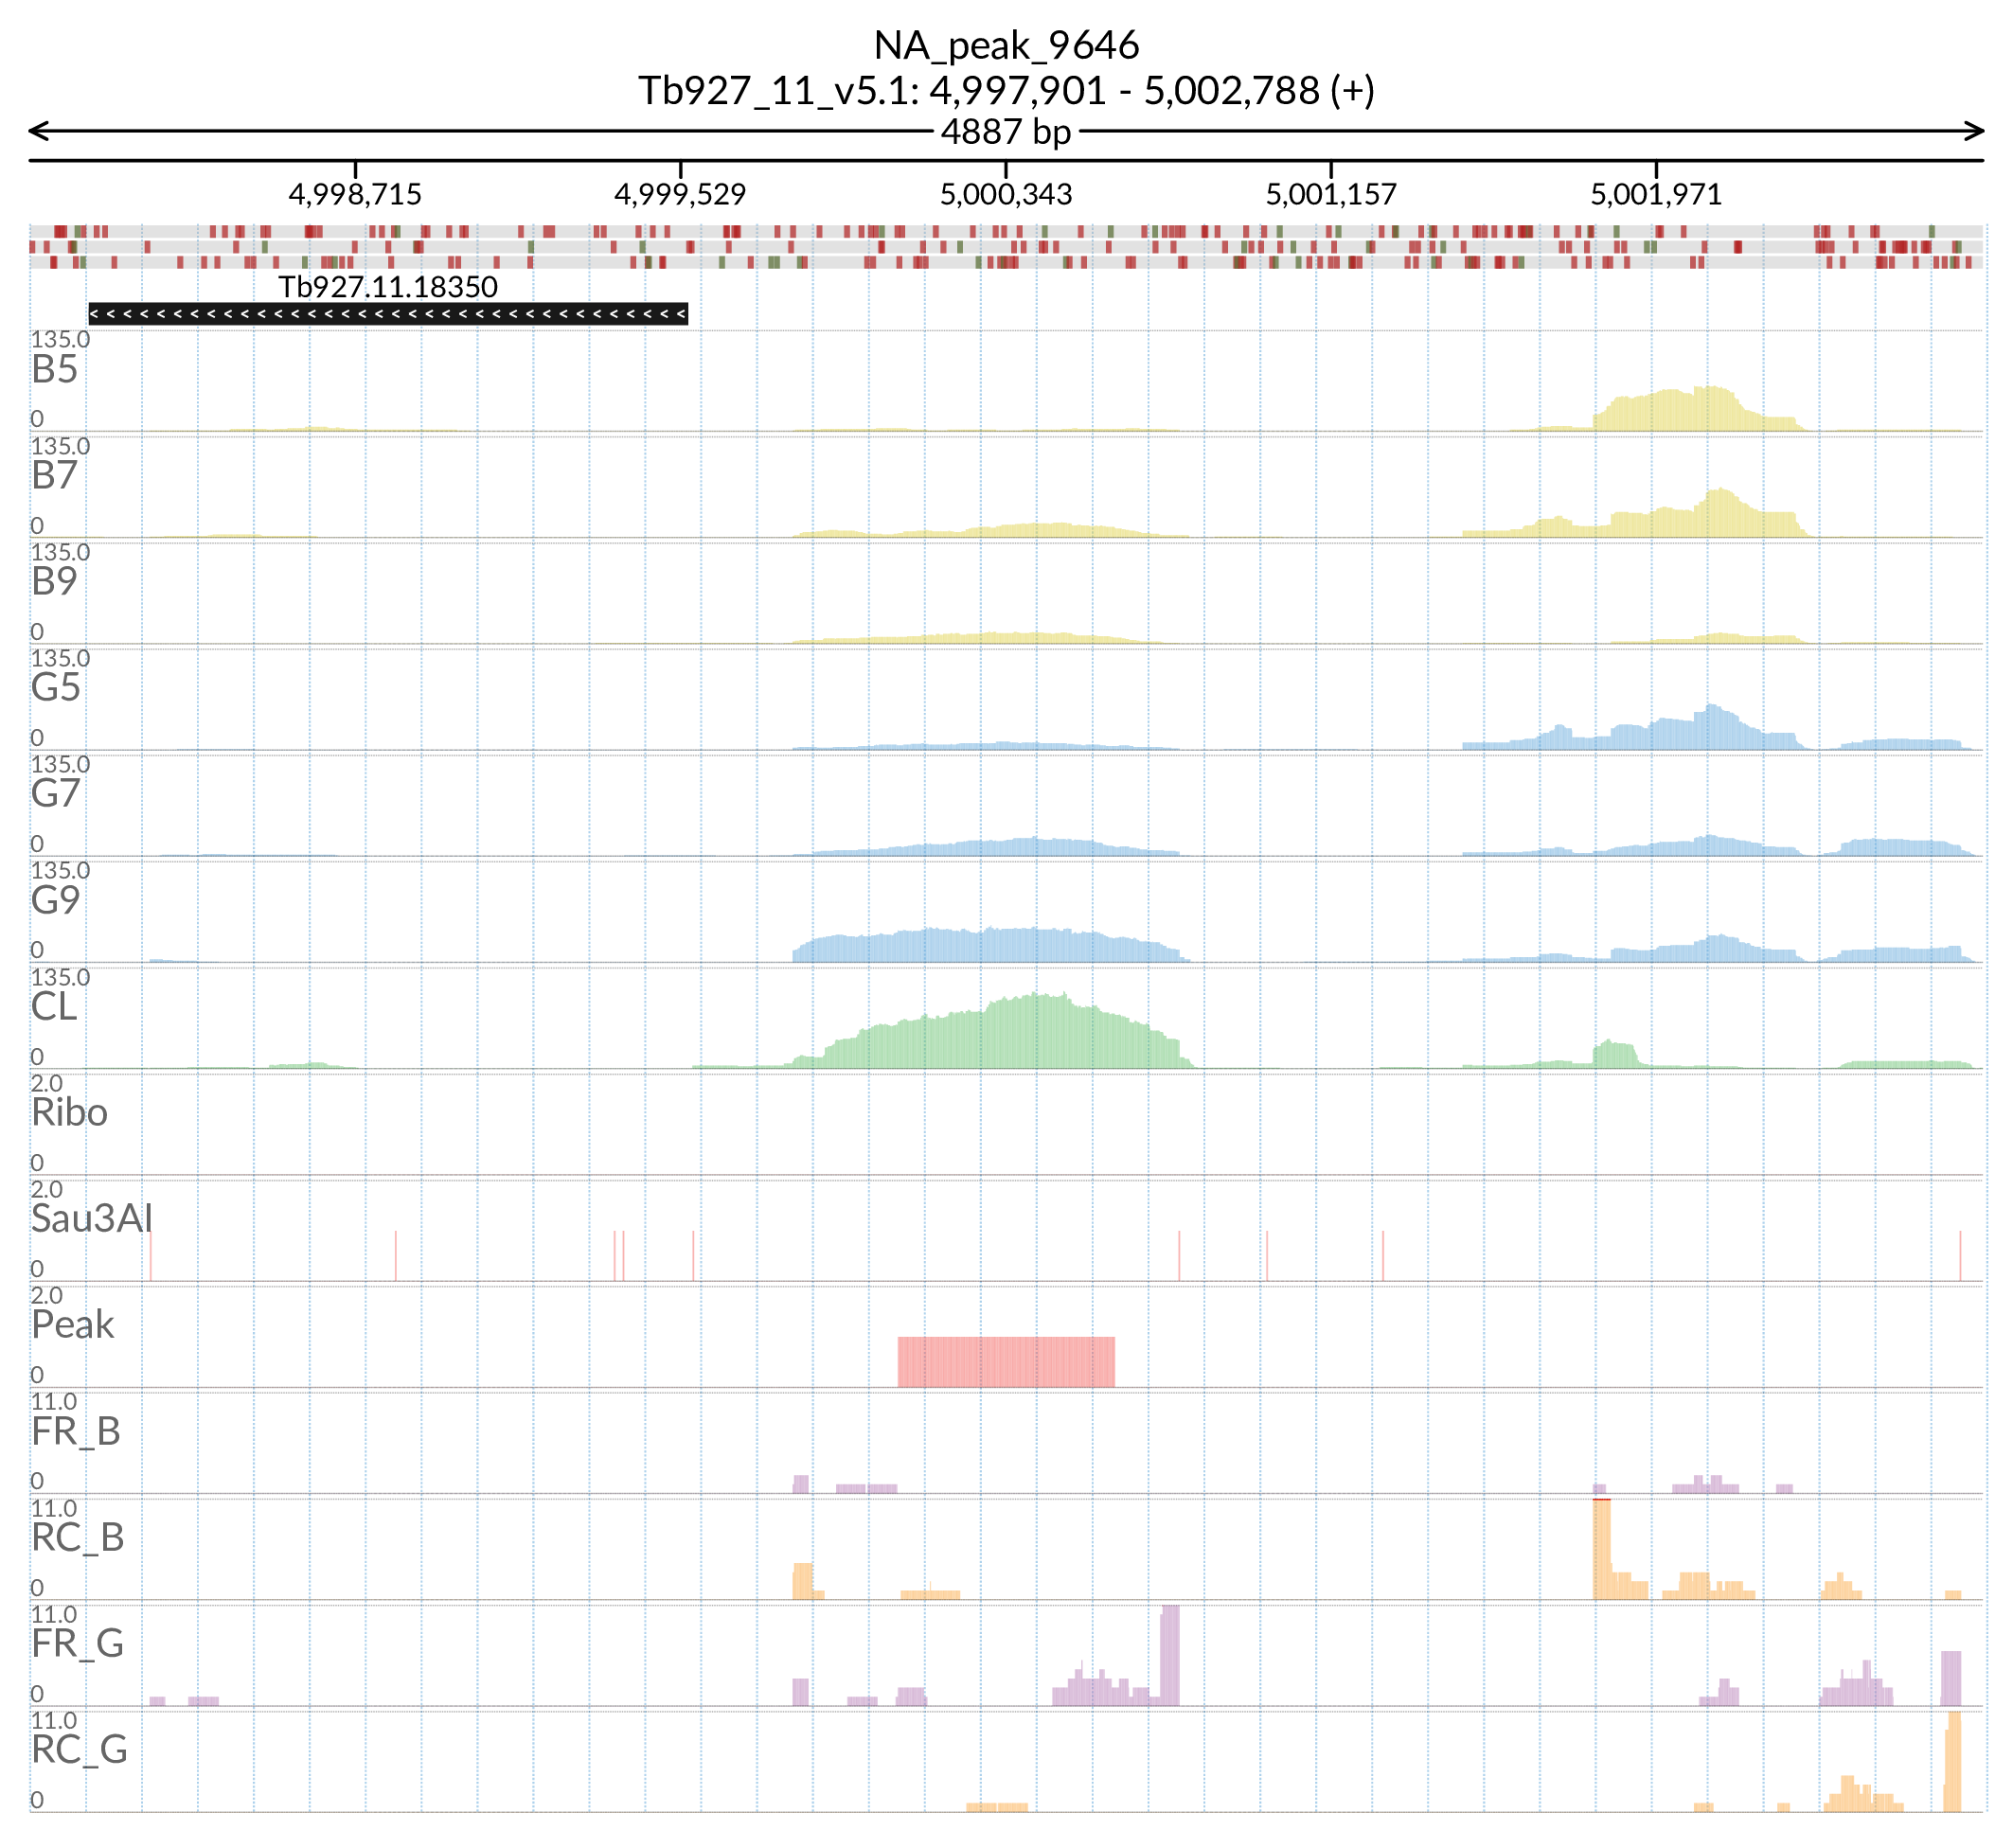 NA_peak_9646
Tb927_11_v5.1: 4,997,901 - 5,002,788 (+)
4887 bp
4,998,715 4,999,529 5,000,343 5,001,157 5,001,971
Tb927.11.18350
135.0
B5
0
135.0
B7
0
135.0
B9
0
135.0
G5
0
135.0
G7
0
135.0
G9
0
135.0
CL
0
2.0
Ribo
0
2.0
Sau3AI
0
2.0
Peak
0
11.0
FR_B
0
11.0
RC_B
0
11.0
FR_G
0
11.0
RC_G
0